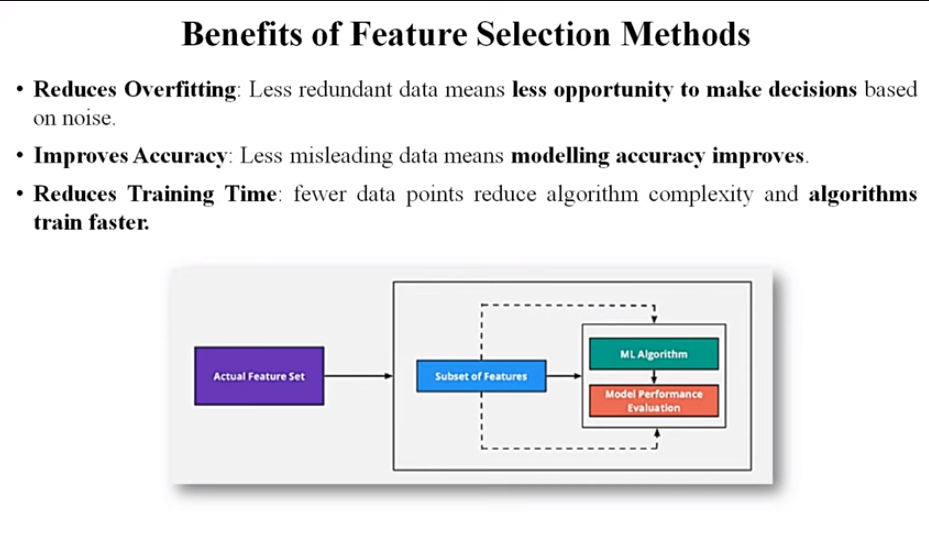 Benefits of Feature Selection Methods
• Reduces Overfitting: Less redundant data means less opportunity to make decisions based
on noise.
• Improves Accuracy: Less misleading data means modelling accuracy improves.
• Reduces Training Time: fewer data points reduce algorithm complexity and algorithms
train faster.
Actual Feature Set
Subset of Features
ML Algorithm
Model Performance
Evaluation